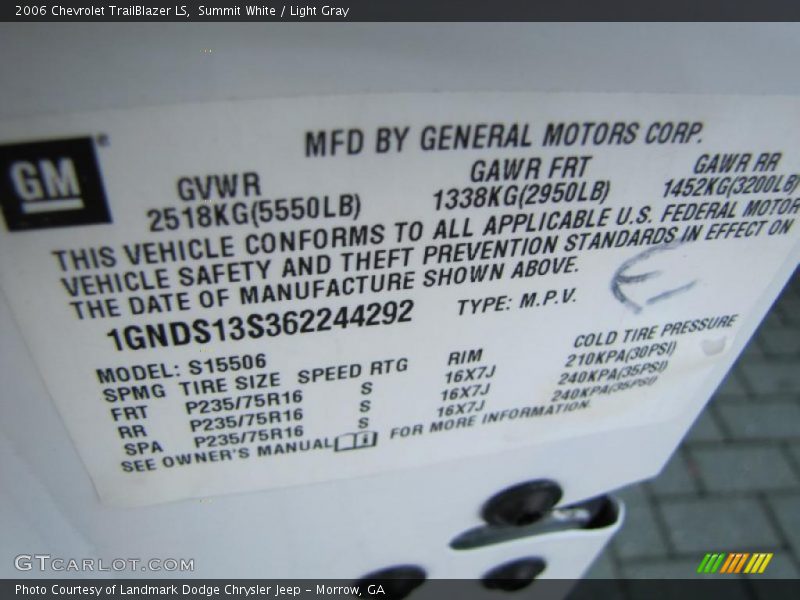 2006 Chevrolet TrailBlazer LS, Summit White / Light Gray
GM
MFD BY GENERAL MOTORS CORP.
GVWR GAWR FRT GAWR RR
2518KG(5550LB) 1338KG(2950LB) 1452KG(3200LB)
THIS VEHICLE CONFORMS TO ALL APPLICABLE U.S. FEDERAL MOTOR
VEHICLE SAFETY AND THEFT PREVENTION STANDARDS IN EFFECT ON
THE DATE OF MANUFACTURE SHOWN ABOVE.
1GNDS13S362244292 TYPE: M.P.V.
MODEL: S15506
SPMG TIRE SIZE SPEED RTG RIM COLD TIRE PRESSURE
FRT P235/75R16 S 16X7J 210KPA(30PSI)
RR P235/75R16 S 16X7J 240KPA(35PSI)
SPA P235/75R16 S 16X7J 240KPA(35PSI)
SEE OWNER'S MANUAL FOR MORE INFORMATION.
GTCARLOT.COM
Photo Courtesy of Landmark Dodge Chrysler Jeep - Morrow, GA